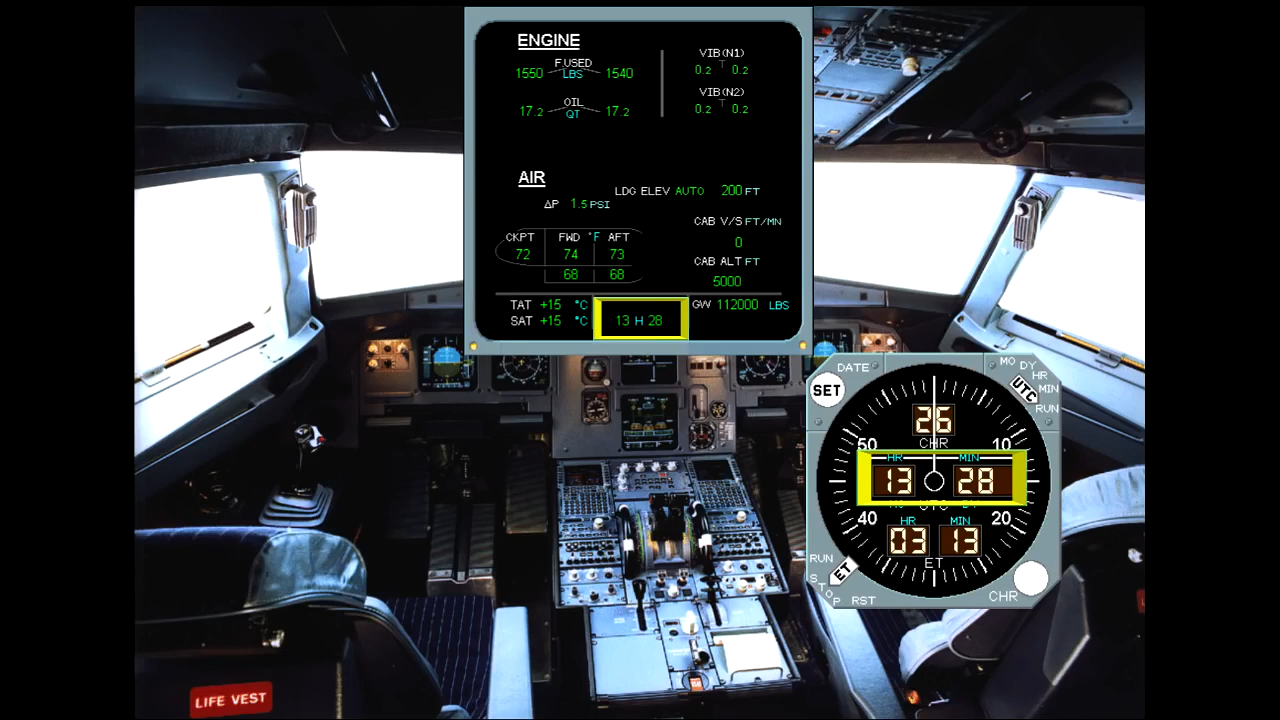 ENGINE
F.USED
1550 LBS 1540
OIL
17.2 QT 17.2
VIB (N1)
0.2 0.2
VIB (N2)
0.2 0.2
AIR
LDG ELEV AUTO 200 FT
ΔP 1.5 PSI
CAB V/S FT/MN
0
CKPT FWD °F AFT
72 74 73
68 68
CAB ALT FT
5000
TAT +15 °C
SAT +15 °C
13 H 28
GW 112000 LBS
DATE
SET
MO DY
HR
MIN
RUN
UTC
26
CHR
50 10
HR MIN
13 28
40 20
HR MIN
03 13
ET
RUN
STOP
RST
ET
CHR
LIFE VEST